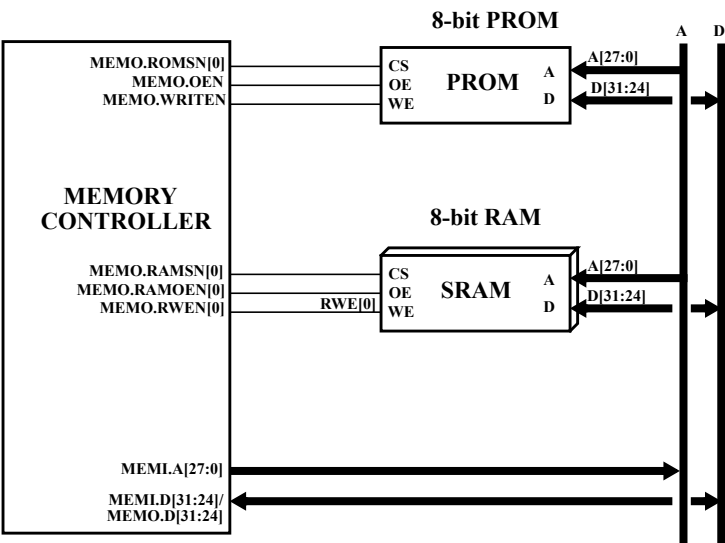 8-bit PROM
A D
MEMO.ROMSN[0]
MEMO.OEN
MEMO.WRITEN
CS
OE
WE
PROM
A
D
A[27:0]
D[31:24]
MEMORY
CONTROLLER
8-bit RAM
MEMO.RAMSN[0]
MEMO.RAMOEN[0]
MEMO.RWEN[0]
RWE[0]
CS
OE
WE
SRAM
A
D
A[27:0]
D[31:24]
MEMI.A[27:0]
MEMI.D[31:24]/
MEMO.D[31:24]